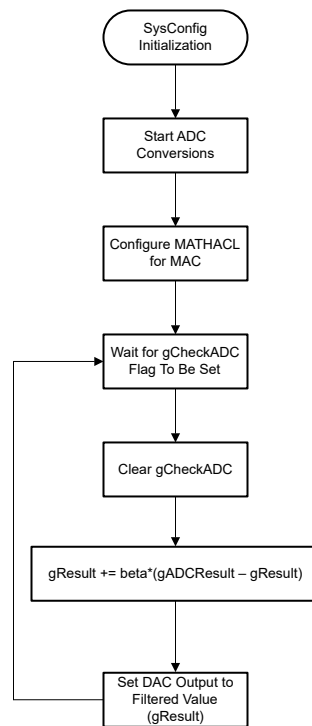 SysConfig
Initialization
Start ADC
Conversions
Configure MATHACL
for MAC
Wait for gCheckADC
Flag To Be Set
Clear gCheckADC
gResult += beta*(gADCResult – gResult)
Set DAC Output to
Filtered Value
(gResult)